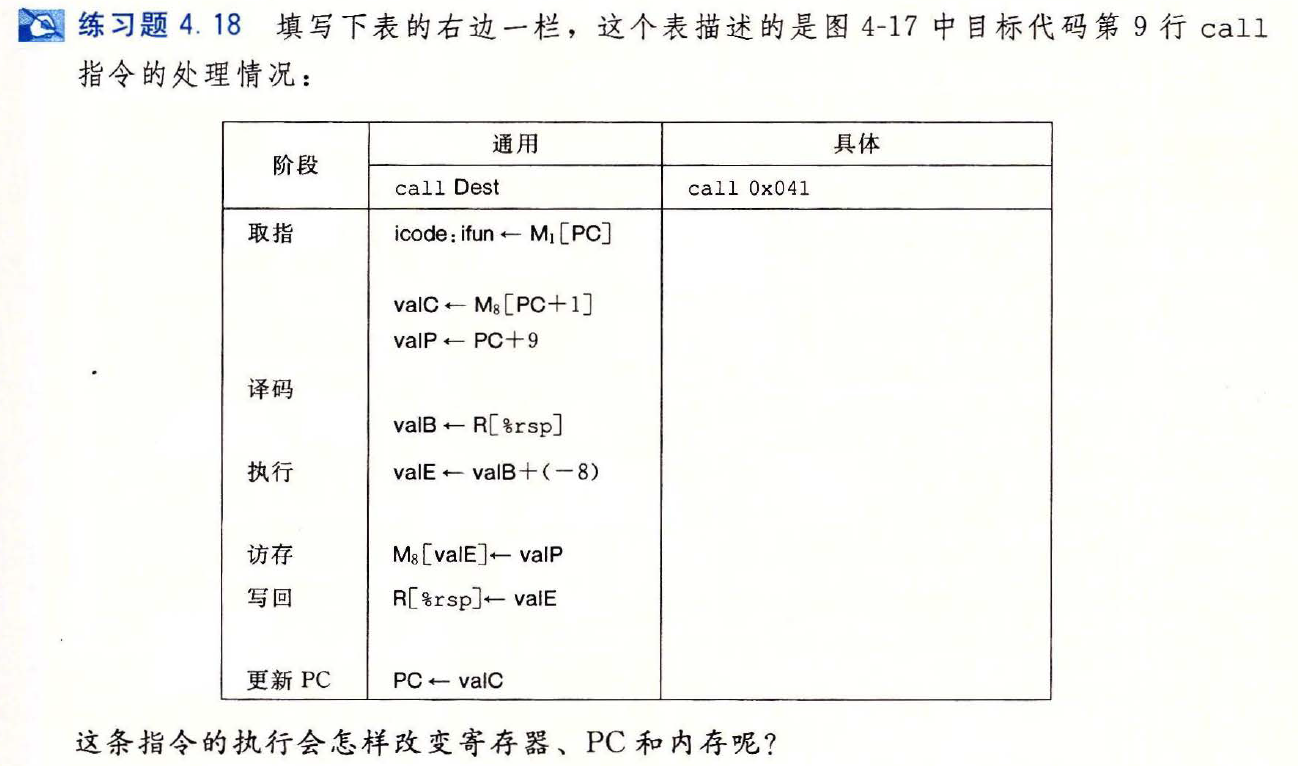 练习题 4.18 填写下表的右边一栏，这个表描述的是图 4-17 中目标代码第 9 行 call
指令的处理情况：
阶段 通用 具体
call Dest call 0x041
取指 icode:ifun ← M₁[PC]
valC ← M₈[PC+1]
valP ← PC+9
译码
valB ← R[%rsp]
执行 valE ← valB+(-8)
访存 M₈[valE]← valP
写回 R[%rsp]← valE
更新 PC PC ← valC
这条指令的执行会怎样改变寄存器、PC 和内存呢？